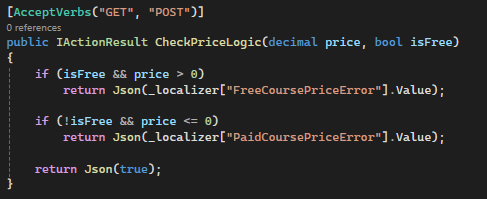 [AcceptVerbs("GET", "POST")]
0 references
public IActionResult CheckPriceLogic(decimal price, bool isFree)
{
    if (isFree && price > 0)
        return Json(_localizer["FreeCoursePriceError"].Value);

    if (!isFree && price <= 0)
        return Json(_localizer["PaidCoursePriceError"].Value);

    return Json(true);
}